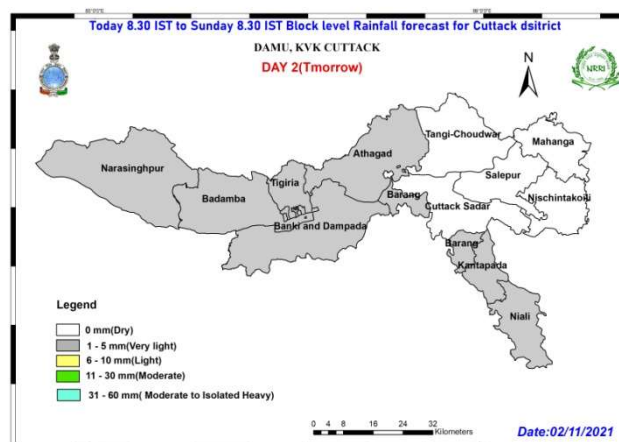 Today 8.30 IST to Sunday 8.30 IST Block level Rainfall forecast for Cuttack dsitrict
DAMU, KVK CUTTACK
DAY 2(Tmorrow)
N
NRRI
Tangi-Choudwar
Mahanga
Athagad
Narasinghpur
Tigiria
Salepur
Badamba
Barang
Nischintakoili
Cuttack Sadar
Banki and Dampada
Barang
Kantapada
Niali
Legend
0 mm(Dry)
1 - 5 mm(Very light)
6 - 10 mm(Light)
11 - 30 mm(Moderate)
31 - 60 mm( Moderate to Isolated Heavy)
0 4 8 16 24 32
Kilometers
Date:02/11/2021